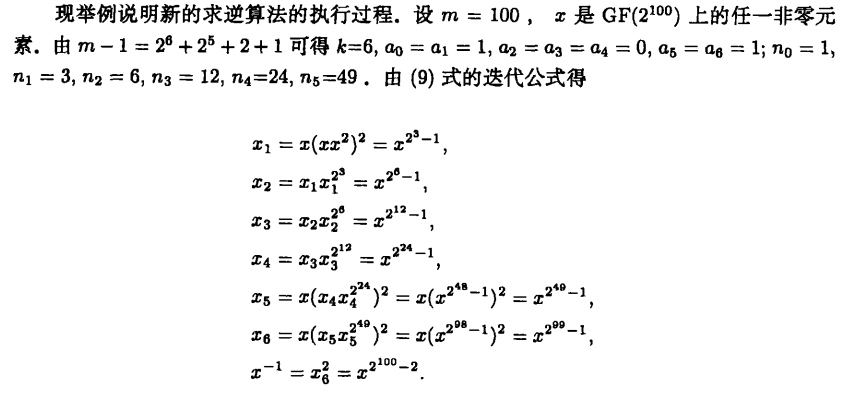 现举例说明新的求逆算法的执行过程. 设 m = 100 , x 是 GF(2^{100}) 上的任一非零元
素. 由 m − 1 = 2^6 + 2^5 + 2 + 1 可得 k=6, a_0 = a_1 = 1, a_2 = a_3 = a_4 = 0, a_5 = a_6 = 1; n_0 = 1,
n_1 = 3, n_2 = 6, n_3 = 12, n_4=24, n_5=49 . 由 (9) 式的迭代公式得
x_1 = x(xx^2)^2 = x^{2^3−1},
x_2 = x_1x_1^{2^3} = x^{2^6−1},
x_3 = x_2x_2^{2^6} = x^{2^{12}−1},
x_4 = x_3x_3^{2^{12}} = x^{2^{24}−1},
x_5 = x(x_4x_4^{2^{24}})^2 = x(x^{2^{48}−1})^2 = x^{2^{49}−1},
x_6 = x(x_5x_5^{2^{49}})^2 = x(x^{2^{98}−1})^2 = x^{2^{99}−1},
x^{−1} = x_6^2 = x^{2^{100}−2}.